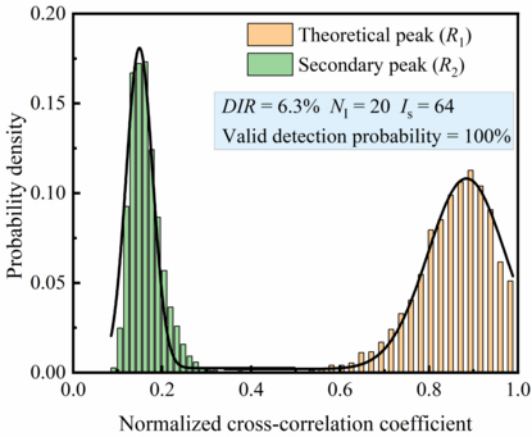 0.20
0.15
0.10
0.05
0.00
Probability density
Theoretical peak (R₁)
Secondary peak (R₂)
DIR = 6.3% N_I = 20 I_s = 64
Valid detection probability = 100%
0.0 0.2 0.4 0.6 0.8 1.0
Normalized cross-correlation coefficient